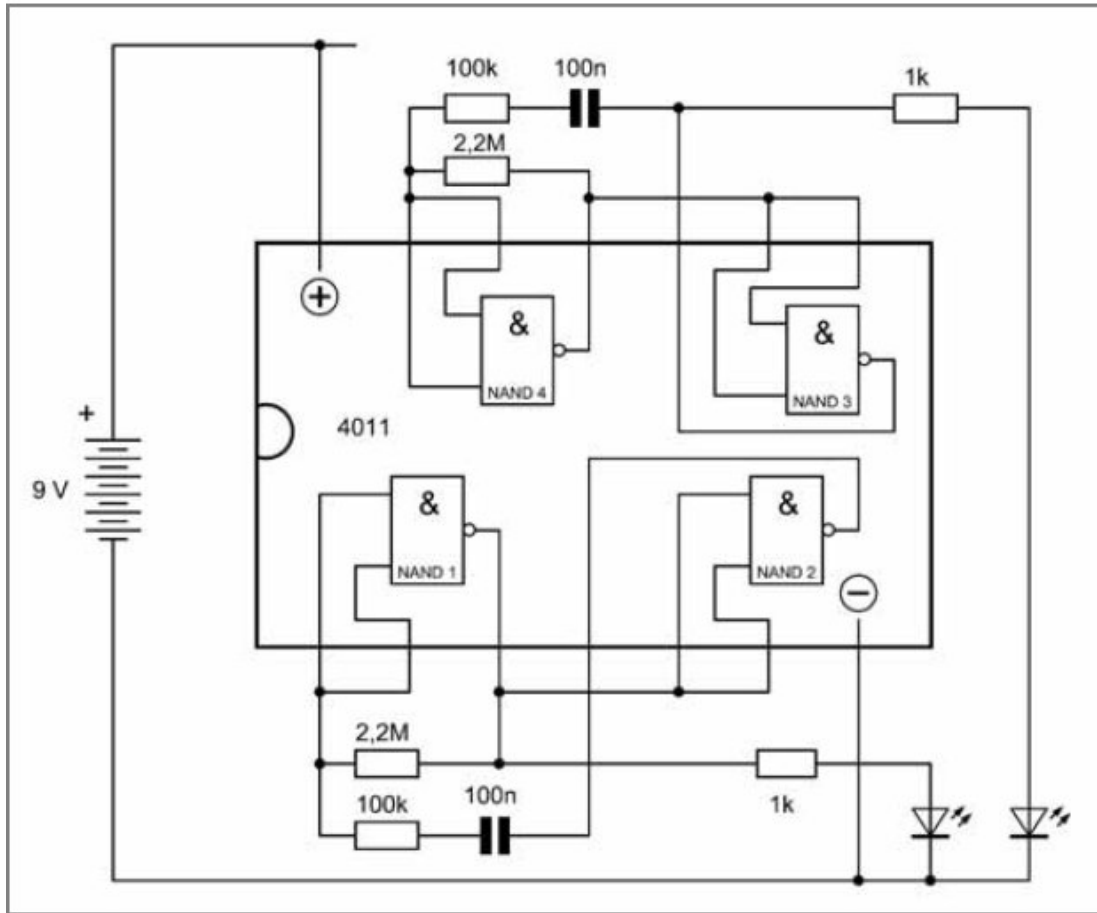 100k
100n
1k
2,2M
+
&
NAND 4
&
NAND 3
+
4011
9 V
&
NAND 1
&
NAND 2
−
2,2M
100k
100n
1k